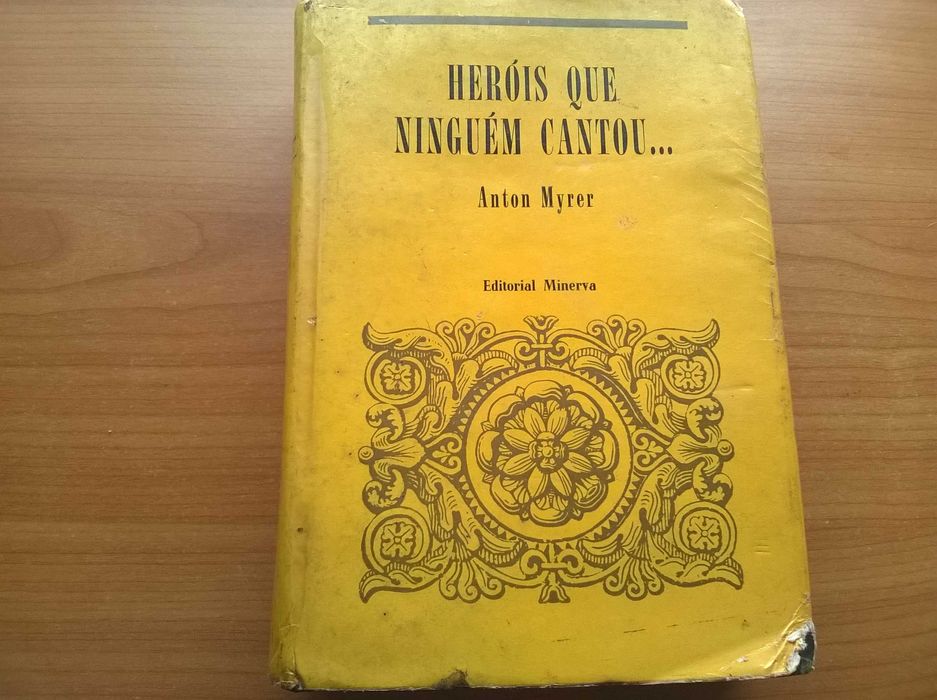 HERÓIS QUE
NINGUÉM CANTOU...
Anton Myrer
Editorial Minerva